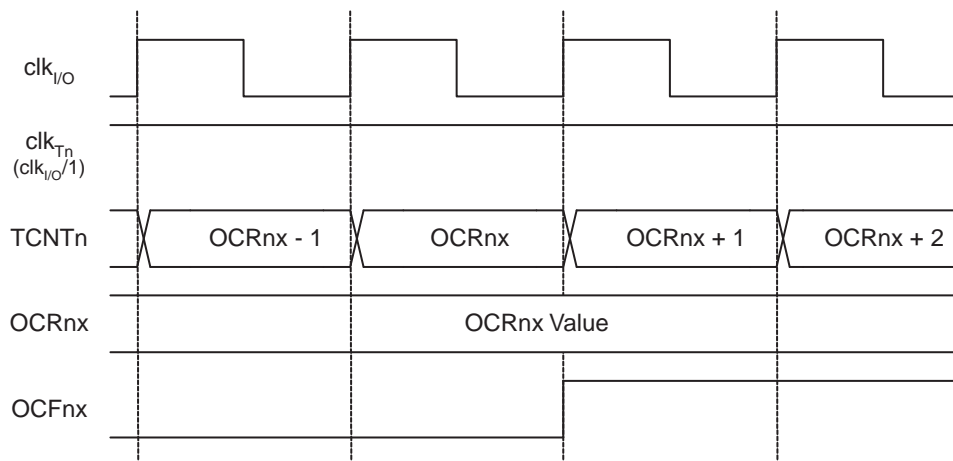 clkI/O
clkTn
(clkI/O/1)
TCNTn OCRnx - 1 OCRnx OCRnx + 1 OCRnx + 2
OCRnx OCRnx Value
OCFnx